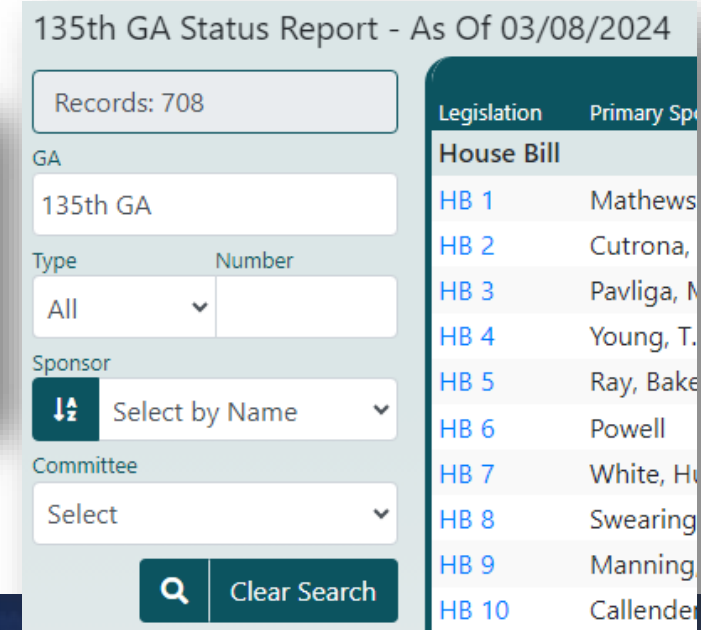 135th GA Status Report - As Of 03/08/2024
Records: 708
GA
135th GA
Type Number
All
Sponsor
Select by Name
Committee
Select
Clear Search
Legislation Primary
House Bill
HB 1 Mathews
HB 2 Cutrona,
HB 3 Pavliga,
HB 4 Young, T.
HB 5 Ray,
HB 6 Powell
HB 7 White,
HB 8
HB 9 Manning,
HB 10